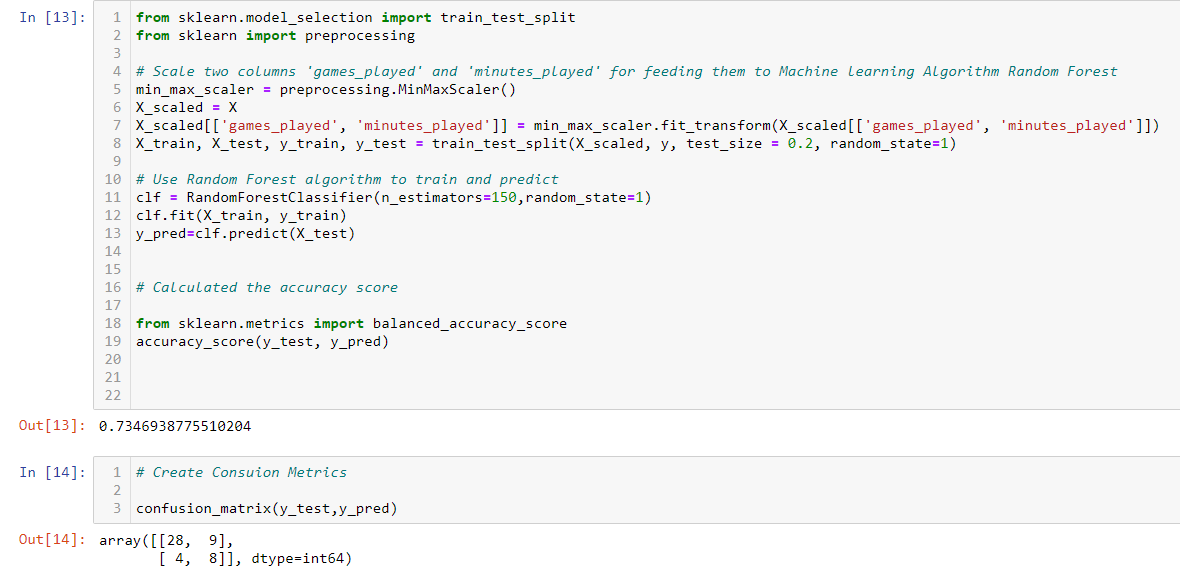 In [13]:
1 from sklearn.model_selection import train_test_split
2 from sklearn import preprocessing
3
4 # Scale two columns 'games_played' and 'minutes_played' for feeding them to Machine learning Algorithm Random Forest
5 min_max_scaler = preprocessing.MinMaxScaler()
6 X_scaled = X
7 X_scaled[['games_played', 'minutes_played']] = min_max_scaler.fit_transform(X_scaled[['games_played', 'minutes_played']])
8 X_train, X_test, y_train, y_test = train_test_split(X_scaled, y, test_size = 0.2, random_state=1)
9
10 # Use Random Forest algorithm to train and predict
11 clf = RandomForestClassifier(n_estimators=150,random_state=1)
12 clf.fit(X_train, y_train)
13 y_pred=clf.predict(X_test)
14
15
16 # Calculated the accuracy score
17
18 from sklearn.metrics import balanced_accuracy_score
19 accuracy_score(y_test, y_pred)
20
21
22
Out[13]: 0.7346938775510204
In [14]:
1 # Create Consuion Metrics
2
3 confusion_matrix(y_test,y_pred)
Out[14]: array([[28, 9],
[ 4, 8]], dtype=int64)